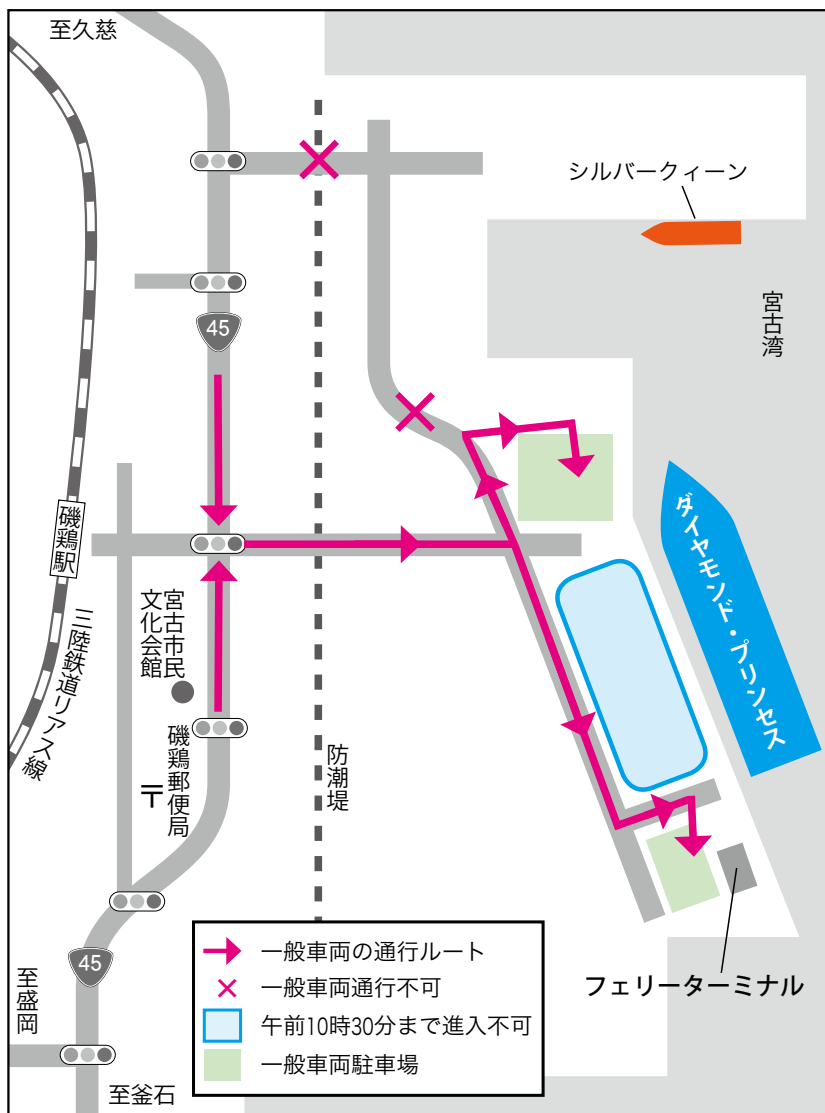 至久慈
シルバークィーン
宮古湾
45
磯鶏駅
三陸鉄道リアス線
宮古市民
文化会館
磯鶏郵便局
〒
防潮堤
ダイヤモンド・プリンセス
フェリーターミナル
45
至盛岡
至釜石
一般車両の通行ルート
一般車両通行不可
午前10時30分まで進入不可
一般車両駐車場